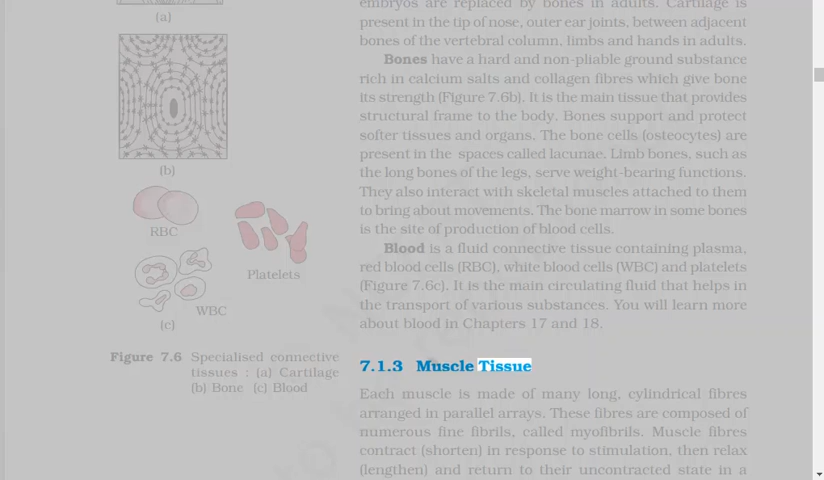 (a)
(b)
RBC
Platelets
WBC
(c)
Figure 7.6 Specialised connective
tissues : (a) Cartilage
(b) Bone (c) Blood
embryos are replaced by bones in adults. Cartilage is
present in the tip of nose, outer ear joints, between adjacent
bones of the vertebral column, limbs and hands in adults.
Bones have a hard and non-pliable ground substance
rich in calcium salts and collagen fibres which give bone
its strength (Figure 7.6b). It is the main tissue that provides
structural frame to the body. Bones support and protect
softer tissues and organs. The bone cells (osteocytes) are
present in the spaces called lacunae. Limb bones, such as
the long bones of the legs, serve weight-bearing functions.
They also interact with skeletal muscles attached to them
to bring about movements. The bone marrow in some bones
is the site of production of blood cells.
Blood is a fluid connective tissue containing plasma,
red blood cells (RBC), white blood cells (WBC) and platelets
(Figure 7.6c). It is the main circulating fluid that helps in
the transport of various substances. You will learn more
about blood in Chapters 17 and 18.
7.1.3 Muscle Tissue
Each muscle is made of many long, cylindrical fibres
arranged in parallel arrays. These fibres are composed of
numerous fine fibrils, called myofibrils. Muscle fibres
contract (shorten) in response to stimulation, then relax
(lengthen) and return to their uncontracted state in a